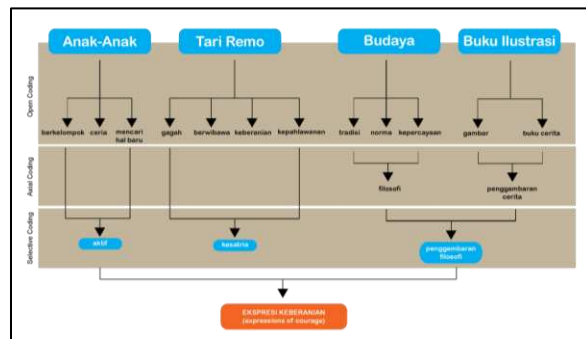 Anak-Anak
Tari Remo
Budaya
Buku Ilustrasi
Open Coding
berkelompok
ceria
mencari
hal baru
gagah
berwibawa
keberanian
kepahlawanan
tradisi
norma
kepercayaan
gambar
buku cerita
Axial Coding
filosofi
penggembaran
cerita
Selective Coding
aktif
kesatria
penggembaran
filosofi
EKSPRESI KEBERANIAN
(expressions of courage)